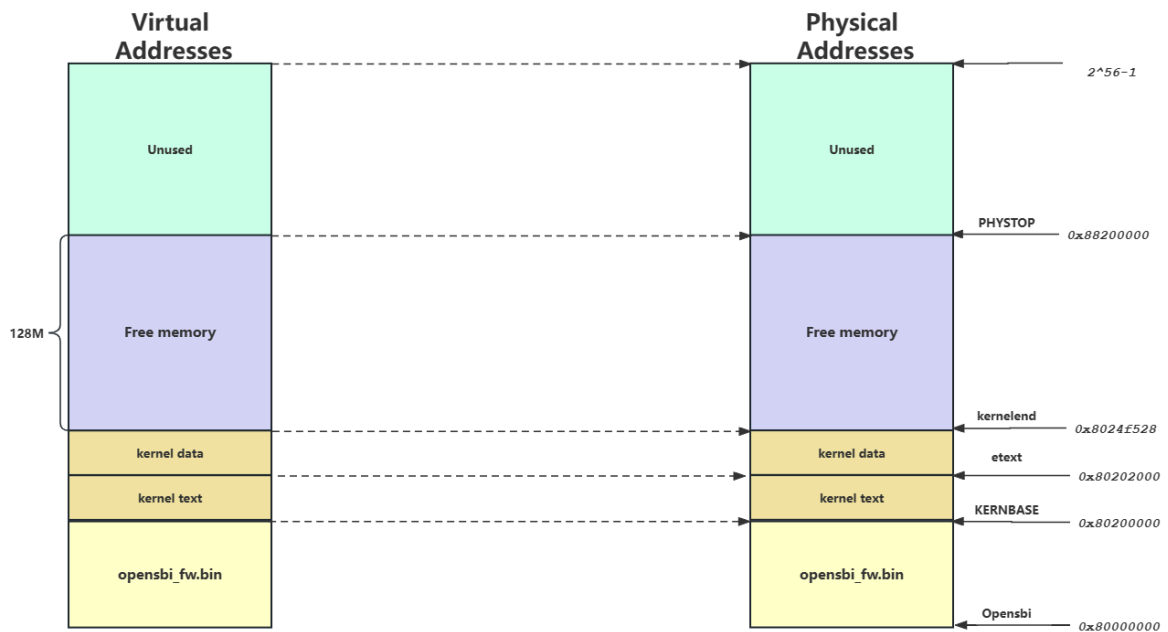 Virtual
Addresses
Physical
Addresses
2^56-1
Unused
Unused
PHYSTOP
0x88200000
128M
Free memory
Free memory
kernelend
0x8024f528
kernel data
kernel data
etext
0x80202000
kernel text
kernel text
KERNBASE
0x80200000
opensbi_fw.bin
opensbi_fw.bin
Opensbi
0x80000000